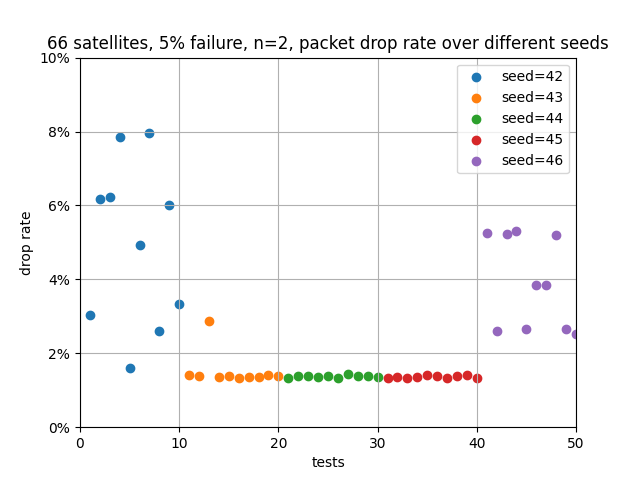 66 satellites, 5% failure, n=2, packet drop rate over different seeds
10%
8%
6%
4%
2%
0%
drop rate
seed=42
seed=43
seed=44
seed=45
seed=46
0 10 20 30 40 50
tests